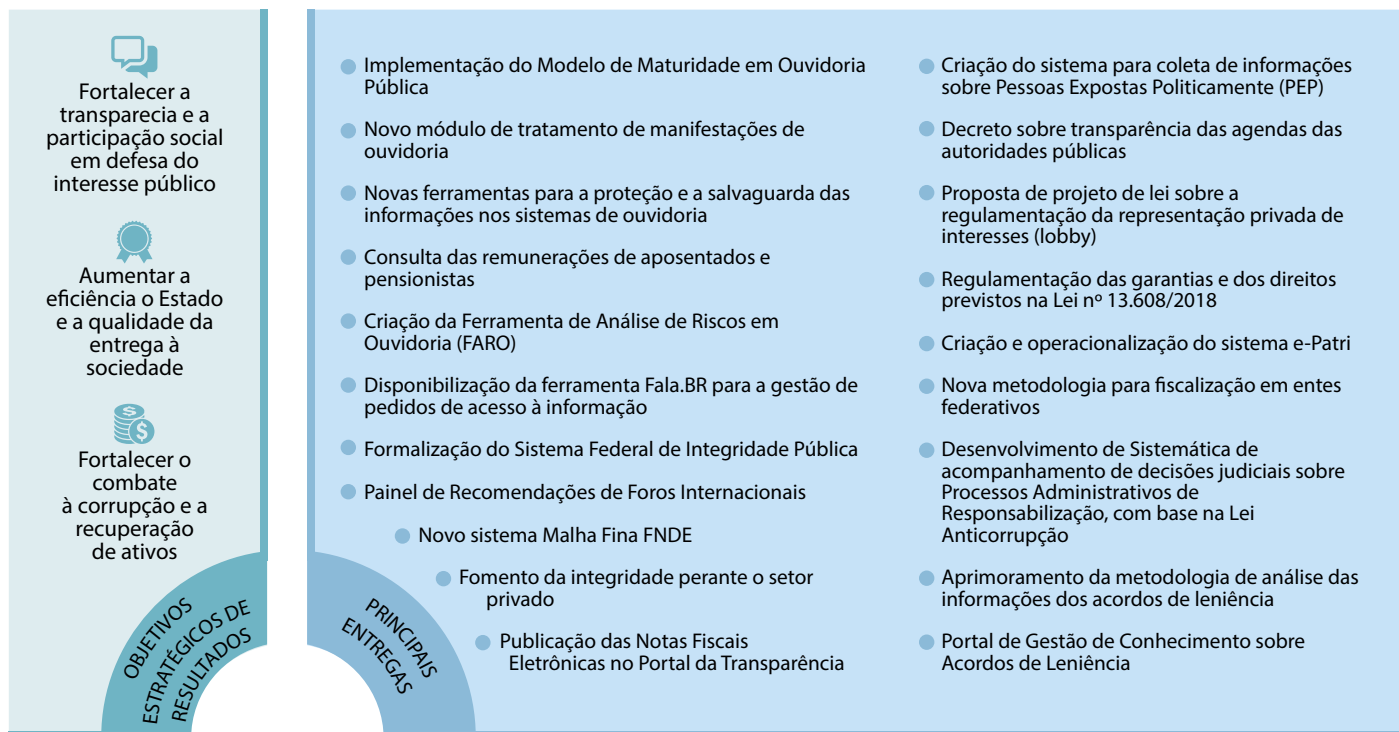 Fortalecer a
transparecia e a
participação social
em defesa do
interesse público
Aumentar a
eficiência o Estado
e a qualidade da
entrega à
sociedade
Fortalecer o
combate
à corrupção e a
recuperação
de ativos
OBJETIVOS
ESTRATÉGICOS DE
RESULTADOS
PRINCIPAIS
ENTREGAS
Implementação do Modelo de Maturidade em Ouvidoria
Pública
Novo módulo de tratamento de manifestações de
ouvidoria
Novas ferramentas para a proteção e a salvaguarda das
informações nos sistemas de ouvidoria
Consulta das remunerações de aposentados e
pensionistas
Criação da Ferramenta de Análise de Riscos em
Ouvidoria (FARO)
Disponibilização da ferramenta Fala.BR para a gestão de
pedidos de acesso à informação
Formalização do Sistema Federal de Integridade Pública
Painel de Recomendações de Foros Internacionais
Novo sistema Malha Fina FNDE
Fomento da integridade perante o setor
privado
Publicação das Notas Fiscais
Eletrônicas no Portal da Transparência
Criação do sistema para coleta de informações
sobre Pessoas Expostas Politicamente (PEP)
Decreto sobre transparência das agendas das
autoridades públicas
Proposta de projeto de lei sobre a
regulamentação da representação privada de
interesses (lobby)
Regulamentação das garantias e dos direitos
previstos na Lei nº 13.608/2018
Criação e operacionalização do sistema e-Patri
Nova metodologia para fiscalização em entes
federativos
Desenvolvimento de Sistemática de
acompanhamento de decisões judiciais sobre
Processos Administrativos de
Responsabilização, com base na Lei
Anticorrupção
Aprimoramento da metodologia de análise das
informações dos acordos de leniência
Portal de Gestão de Conhecimento sobre
Acordos de Leniência